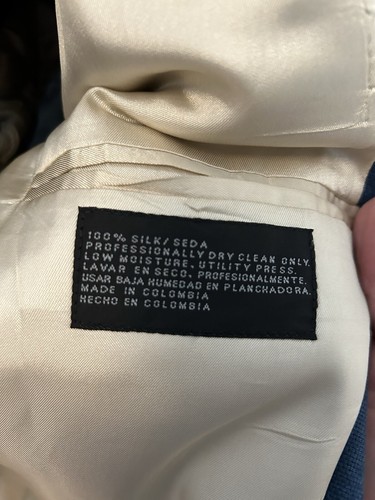 100% SILK/SEDA
PROFESSIONALLY DRY CLEAN ONLY.
LOW MOISTURE, UTILITY PRESS.
LAVAR EN SECO, PROFESIONALMENTE.
USAR BAJA HUMEDAD EN PLANCHADORA.
MADE IN COLOMBIA
HECHO EN COLOMBIA